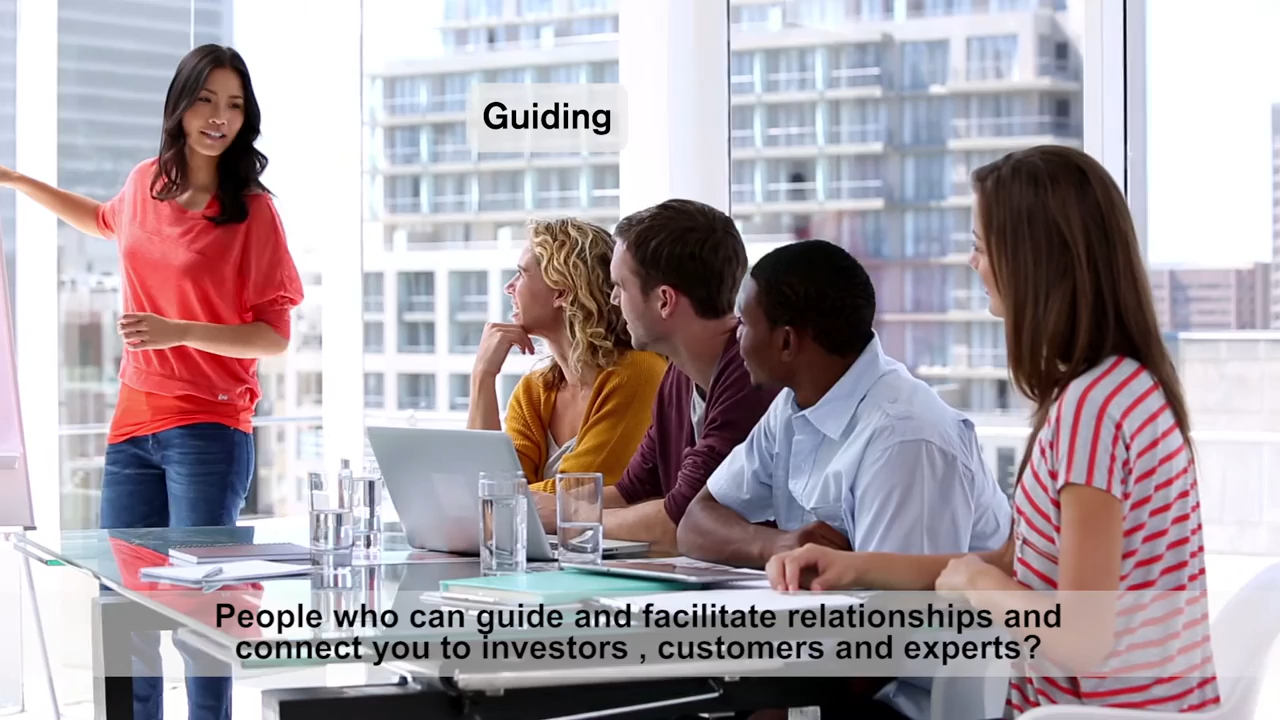 Guiding
People who can guide and facilitate relationships and
connect you to investors , customers and experts?